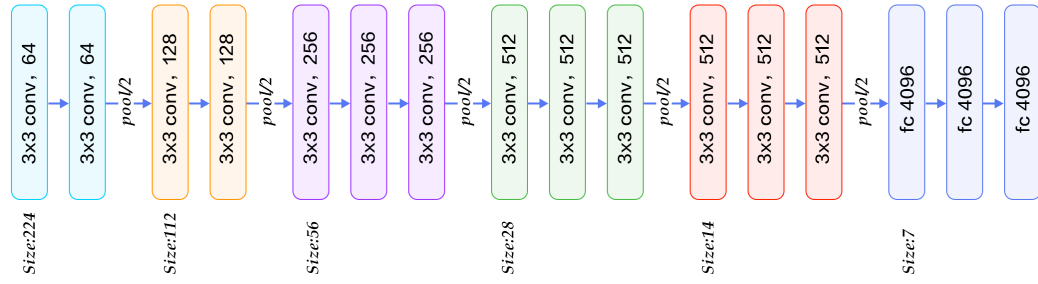 3x3 conv, 64
3x3 conv, 64
pool/2
3x3 conv, 128
3x3 conv, 128
pool/2
3x3 conv, 256
3x3 conv, 256
3x3 conv, 256
pool/2
3x3 conv, 512
3x3 conv, 512
3x3 conv, 512
pool/2
3x3 conv, 512
3x3 conv, 512
3x3 conv, 512
pool/2
fc 4096
fc 4096
fc 4096
Size:224
Size:112
Size:56
Size:28
Size:14
Size:7